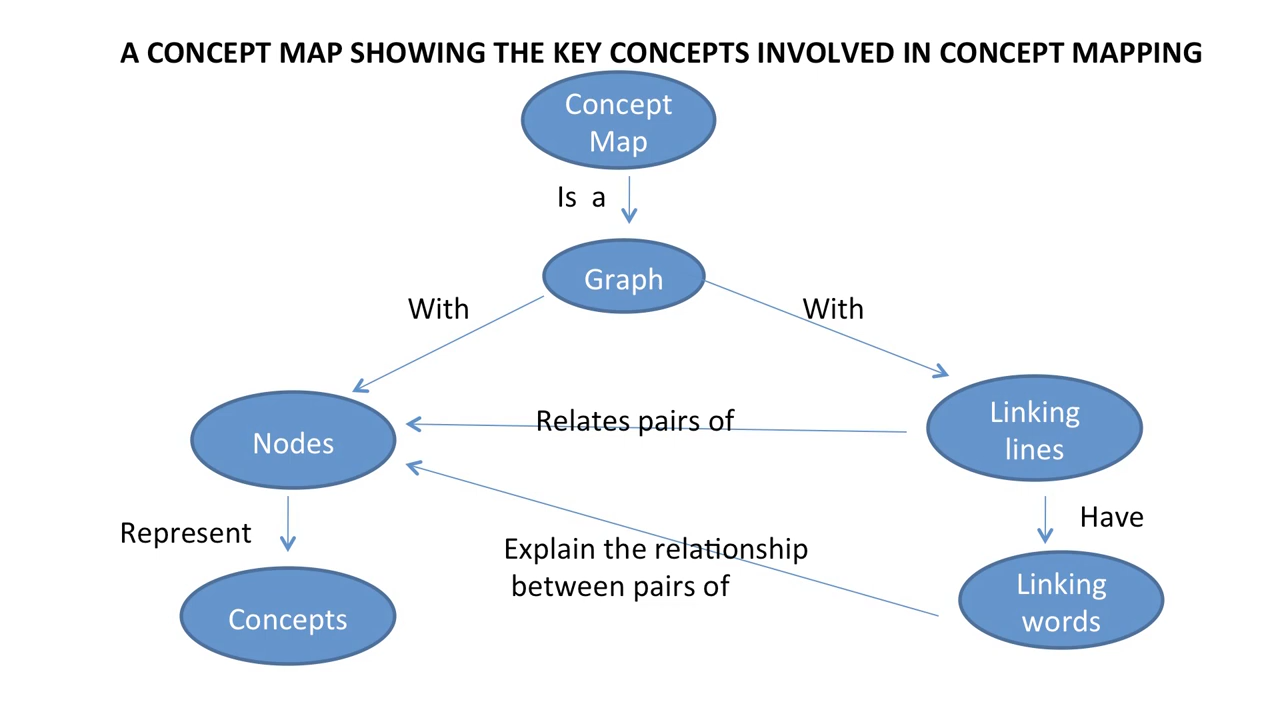 A CONCEPT MAP SHOWING THE KEY CONCEPTS INVOLVED IN CONCEPT MAPPING
Concept
Map
Is a
Graph
With
With
Relates pairs of
Nodes
Linking
lines
Represent
Have
Explain the relationship
between pairs of
Concepts
Linking
words